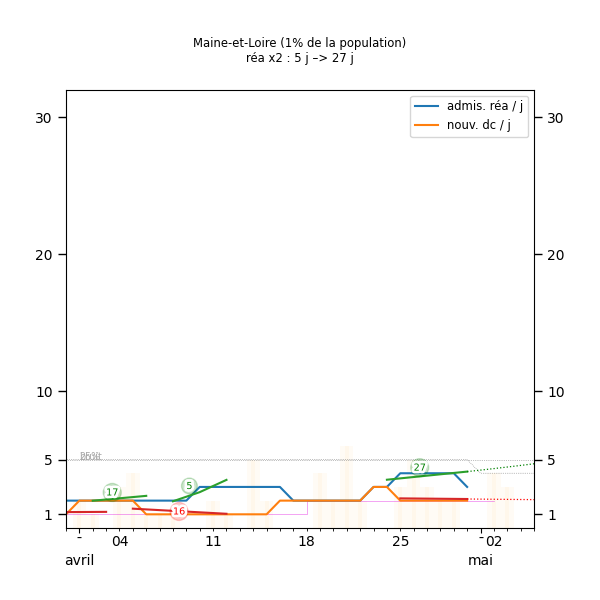 Maine-et-Loire (1% de la population)
réa x2 : 5 j –> 27 j
admis. réa / j
nouv. dc / j
30 30
20 20
10 10
5 5
1 1
17
5
16
27
04 11 18 25 02
avril mai